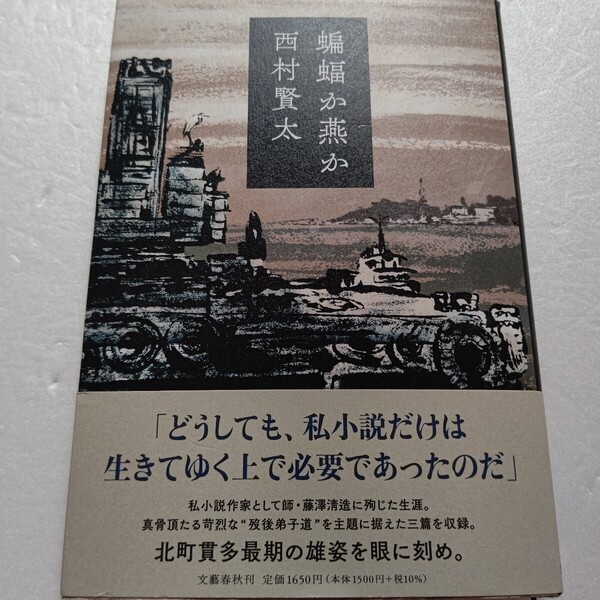 蝙蝠か燕か
西村賢太
「どうしても、私小説だけは
生きてゆく上で必要であったのだ」
私小説作家として師・藤澤清造に殉じた生涯。
真骨頂たる苛烈な“歿後弟子道”を主題に据えた三篇を収録。
北町貫多最期の雄姿を眼に刻め。
文藝春秋刊 定価1650円(本体1500円+税10%)